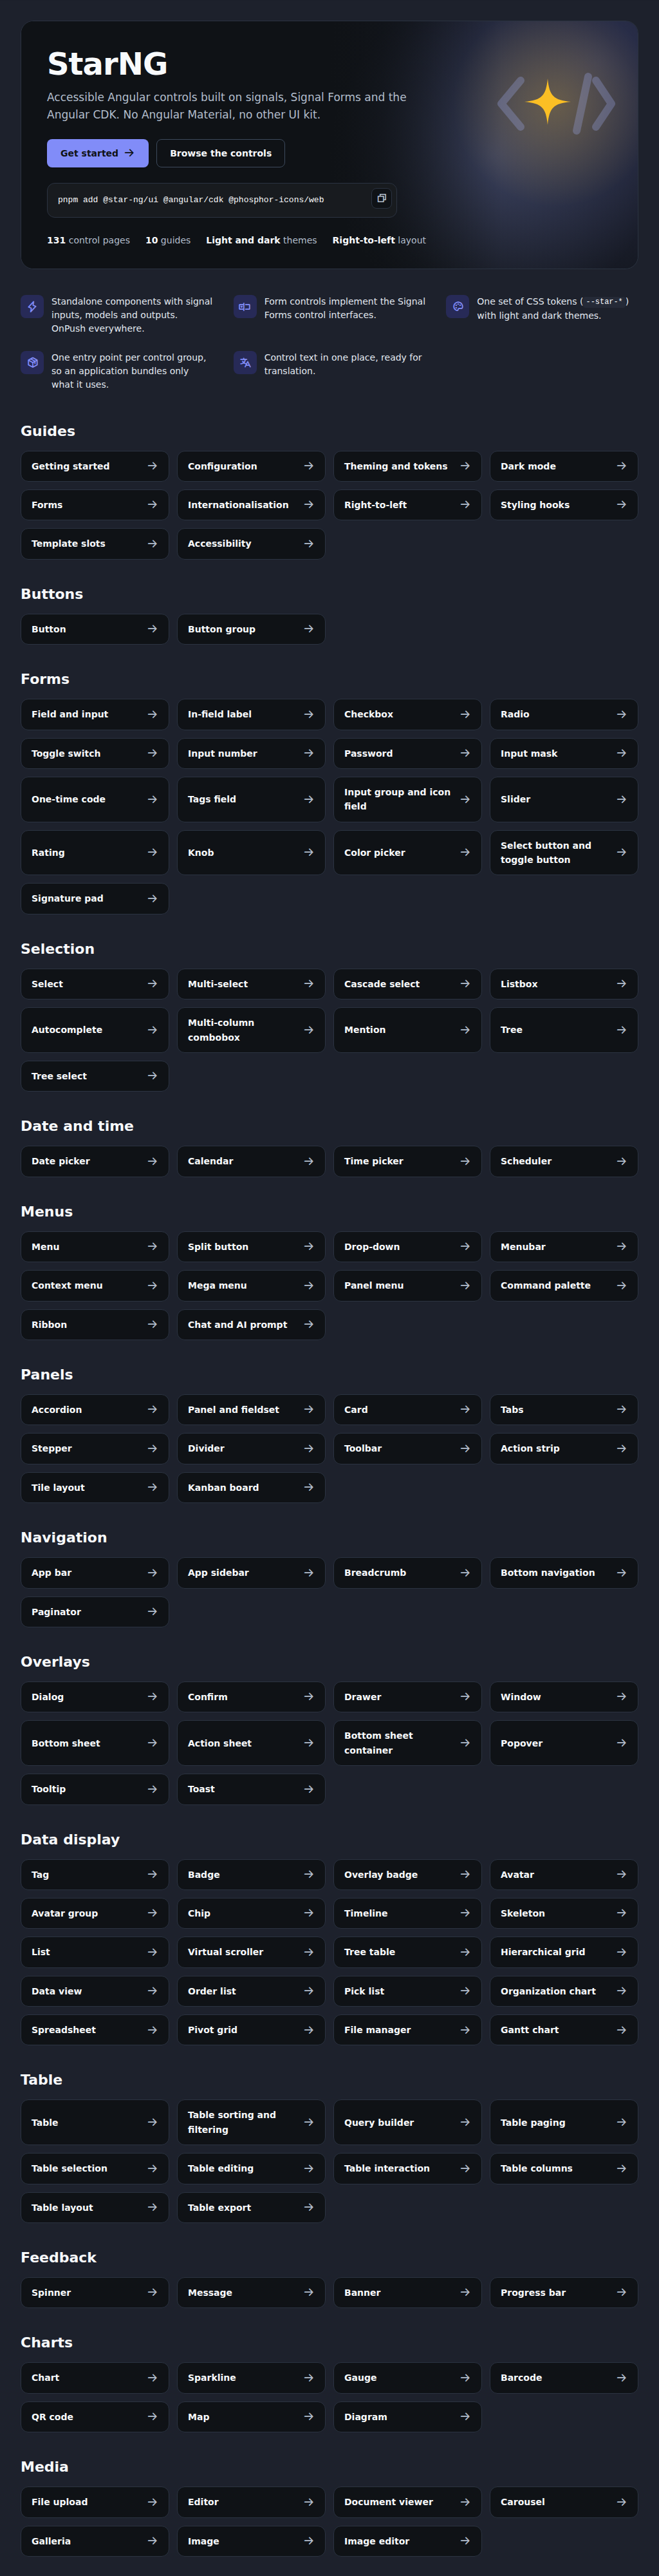 StarNG
Accessible Angular controls built on signals, Signal Forms and the
Angular CDK. No Angular Material, no other UI kit.
Get started
Browse the controls
pnpm add @star-ng/ui @angular/cdk @phosphor-icons/web
131 control pages 10 guides Light and dark themes Right-to-left layout
Standalone components with signal
inputs, models and outputs.
OnPush everywhere.
Form controls implement the Signal
Forms control interfaces.
One set of CSS tokens ( --star-* )
with light and dark themes.
One entry point per control group,
so an application bundles only
what it uses.
Control text in one place, ready for
translation.
Guides
Getting started
Configuration
Theming and tokens
Dark mode
Forms
Internationalisation
Right-to-left
Styling hooks
Template slots
Accessibility
Buttons
Button
Button group
Forms
Field and input
In-field label
Checkbox
Radio
Toggle switch
Input number
Password
Input mask
One-time code
Tags field
Input group and icon
field
Slider
Rating
Knob
Color picker
Select button and
toggle button
Signature pad
Selection
Select
Multi-select
Cascade select
Listbox
Autocomplete
Multi-column
combobox
Mention
Tree
Tree select
Date and time
Date picker
Calendar
Time picker
Scheduler
Menus
Menu
Split button
Drop-down
Menubar
Context menu
Mega menu
Panel menu
Command palette
Ribbon
Chat and AI prompt
Panels
Accordion
Panel and fieldset
Card
Tabs
Stepper
Divider
Toolbar
Action strip
Tile layout
Kanban board
Navigation
App bar
App sidebar
Breadcrumb
Bottom navigation
Paginator
Overlays
Dialog
Confirm
Drawer
Window
Bottom sheet
Action sheet
Bottom sheet
container
Popover
Tooltip
Toast
Data display
Tag
Badge
Overlay badge
Avatar
Avatar group
Chip
Timeline
Skeleton
List
Virtual scroller
Tree table
Hierarchical grid
Data view
Order list
Pick list
Organization chart
Spreadsheet
Pivot grid
File manager
Gantt chart
Table
Table
Table sorting and
filtering
Query builder
Table paging
Table selection
Table editing
Table interaction
Table columns
Table layout
Table export
Feedback
Spinner
Message
Banner
Progress bar
Charts
Chart
Sparkline
Gauge
Barcode
QR code
Map
Diagram
Media
File upload
Editor
Document viewer
Carousel
Galleria
Image
Image editor